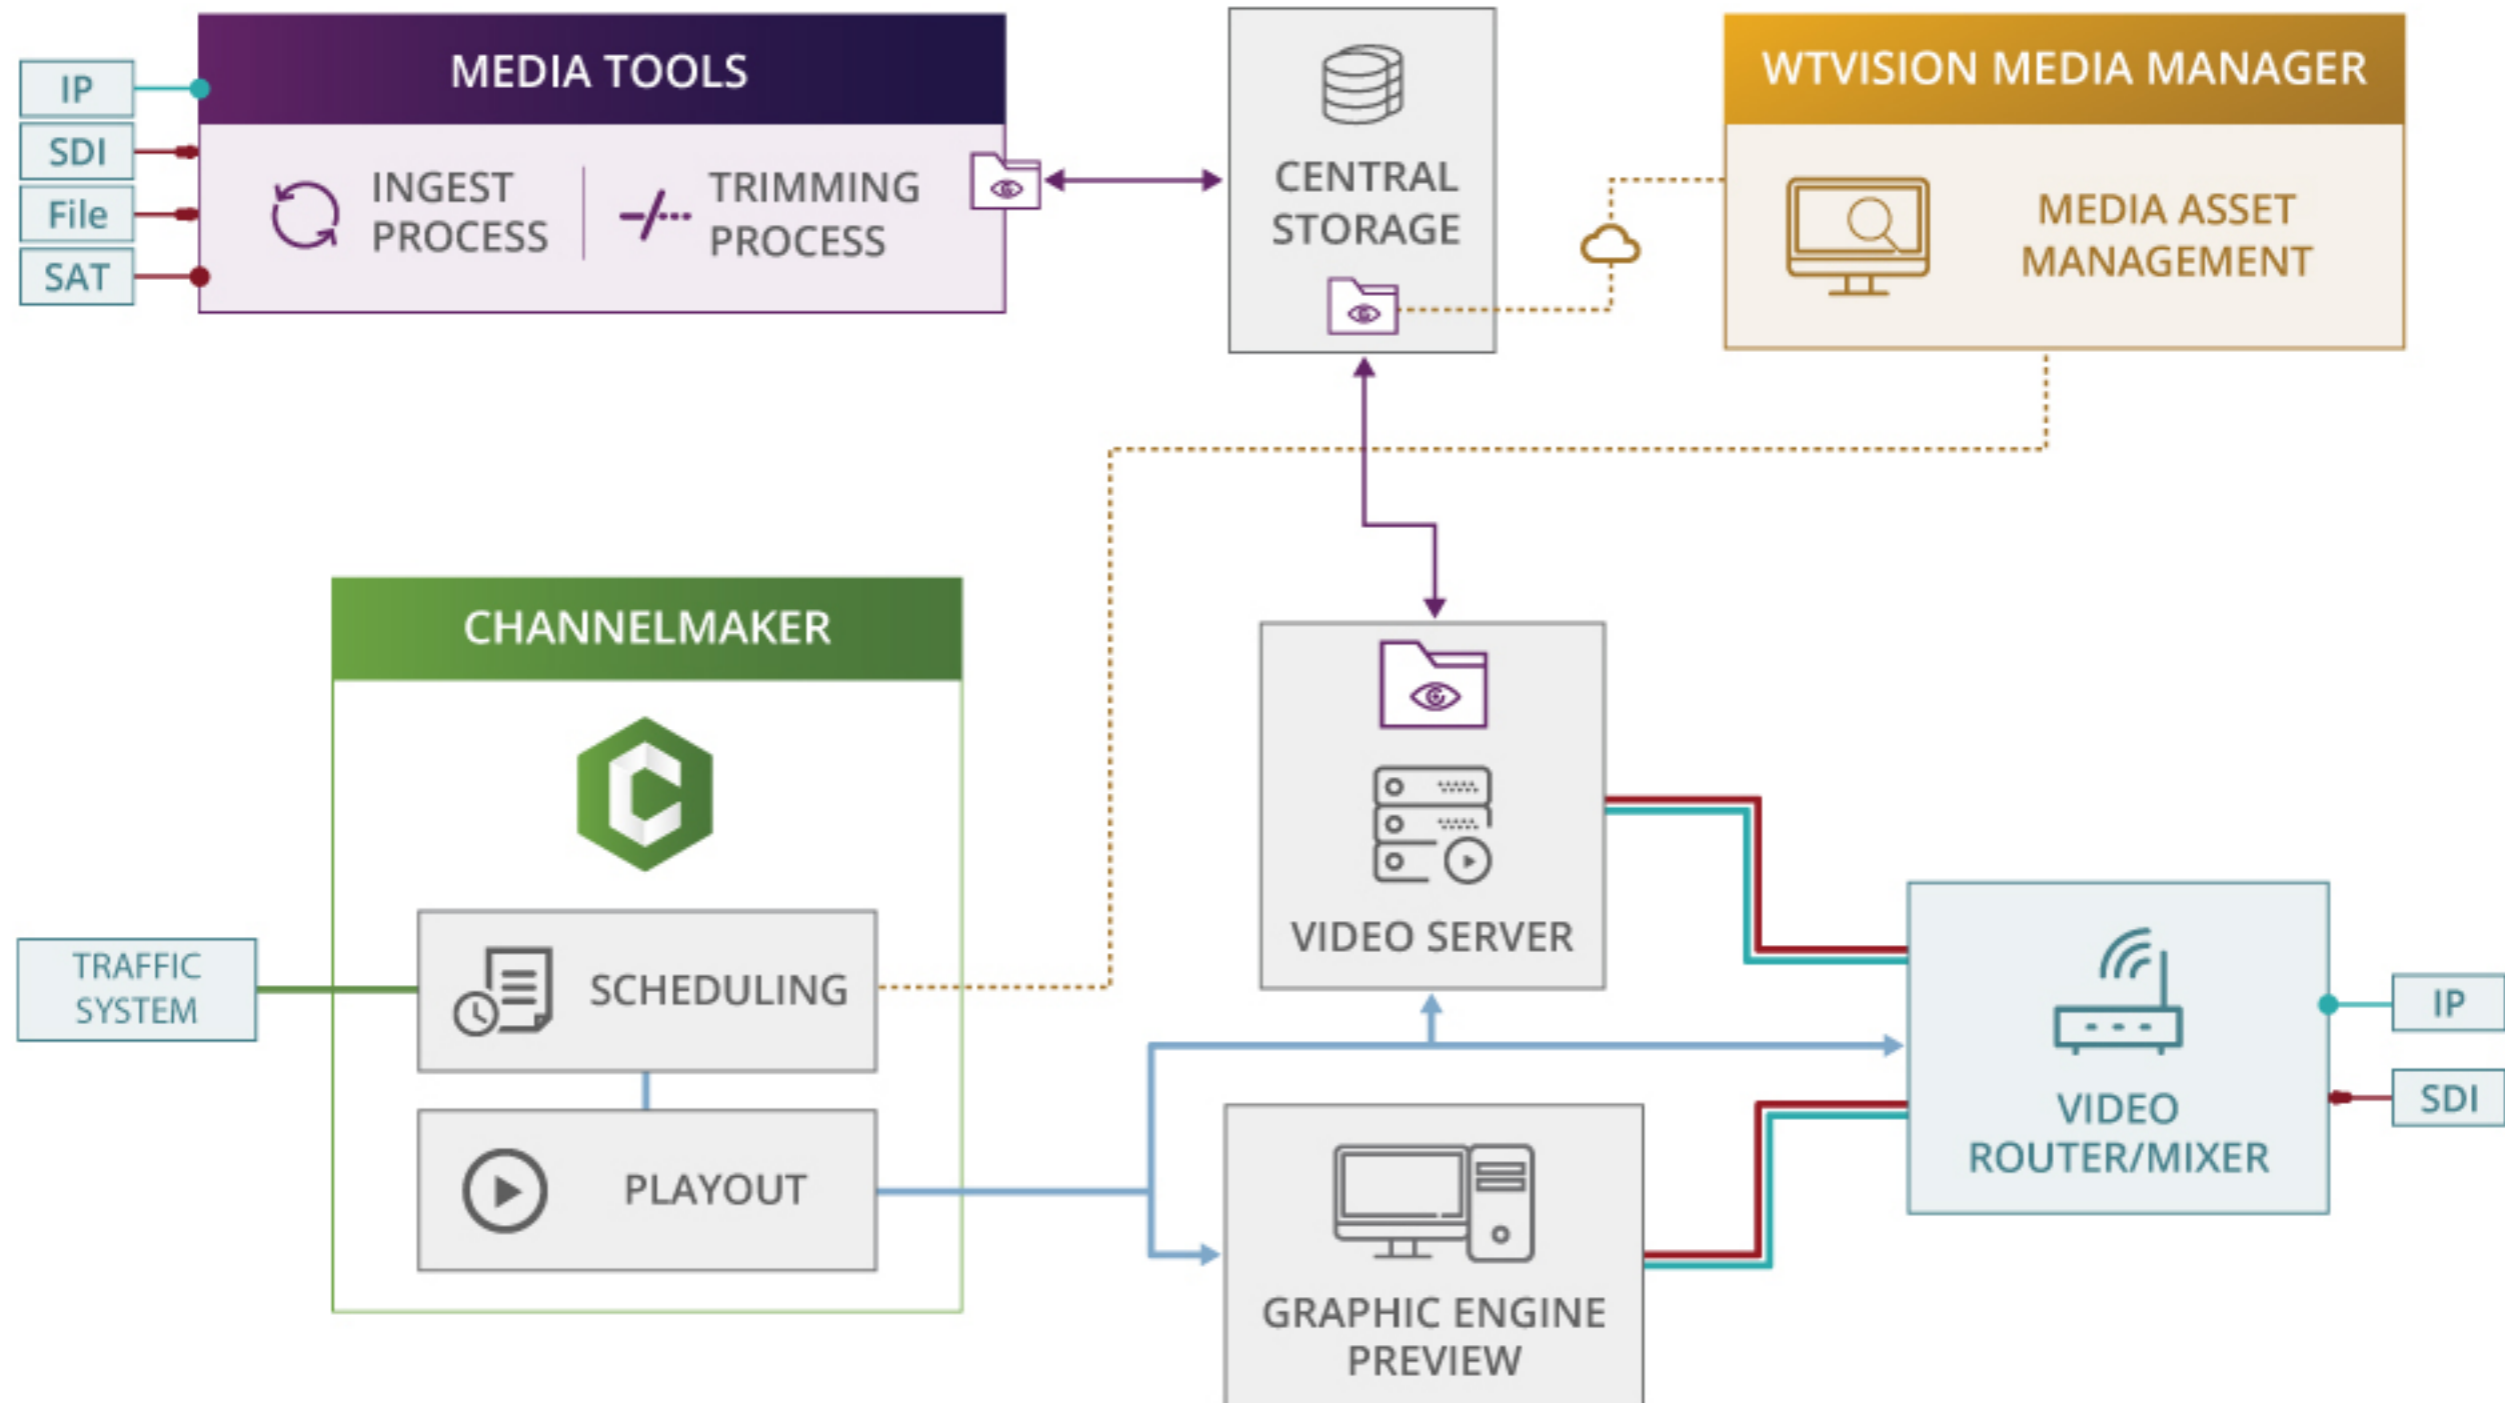 MEDIA TOOLS
IP
SDI
File
SAT
INGEST
PROCESS
TRIMMING
PROCESS
CENTRAL
STORAGE
WTVISION MEDIA MANAGER
MEDIA ASSET
MANAGEMENT
CHANNELMAKER
TRAFFIC
SYSTEM
SCHEDULING
PLAYOUT
VIDEO SERVER
GRAPHIC ENGINE
PREVIEW
VIDEO
ROUTER/MIXER
IP
SDI